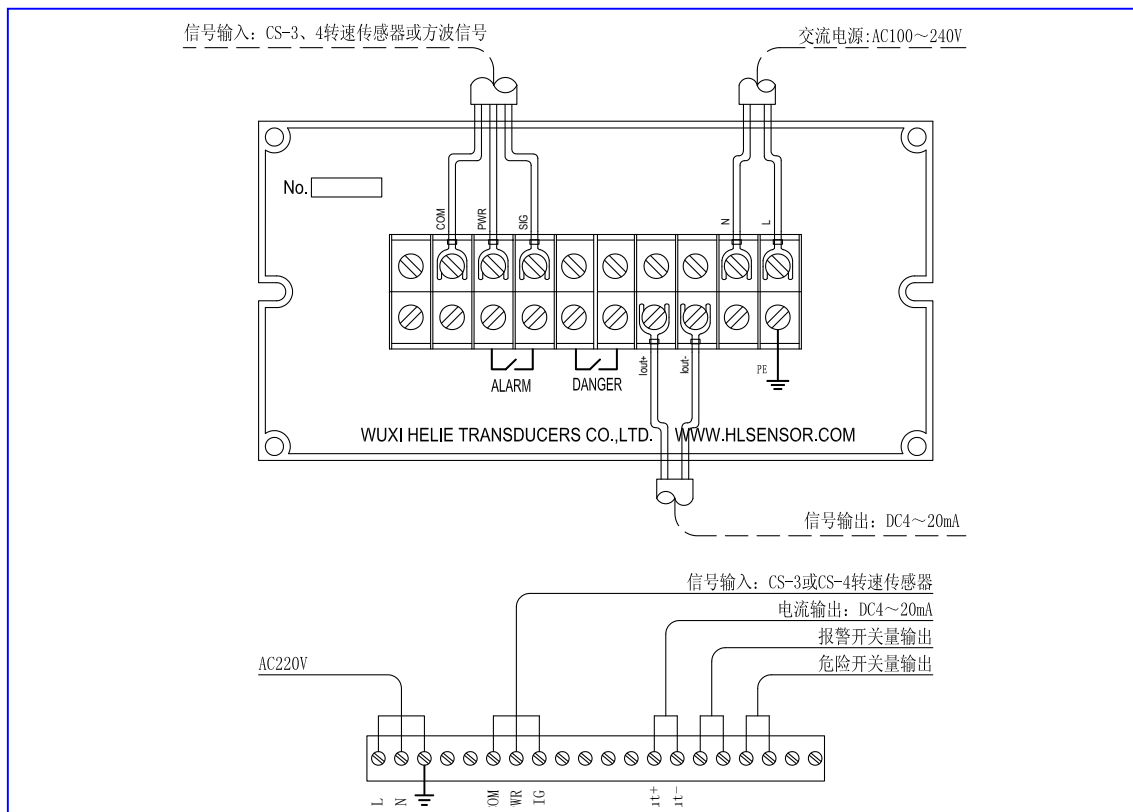 信号输入: CS-3、4转速传感器或方波信号
交流电源:AC100～240V
No.
COM
PWR
SIG
N
L
ALARM
DANGER
Iout+
Iout-
PE
WUXI HELIE TRANSDUCERS CO.,LTD. WWW.HLSENSOR.COM
信号输出: DC4～20mA
信号输入: CS-3或CS-4转速传感器
电流输出: DC4～20mA
报警开关量输出
危险开关量输出
AC220V
L
N